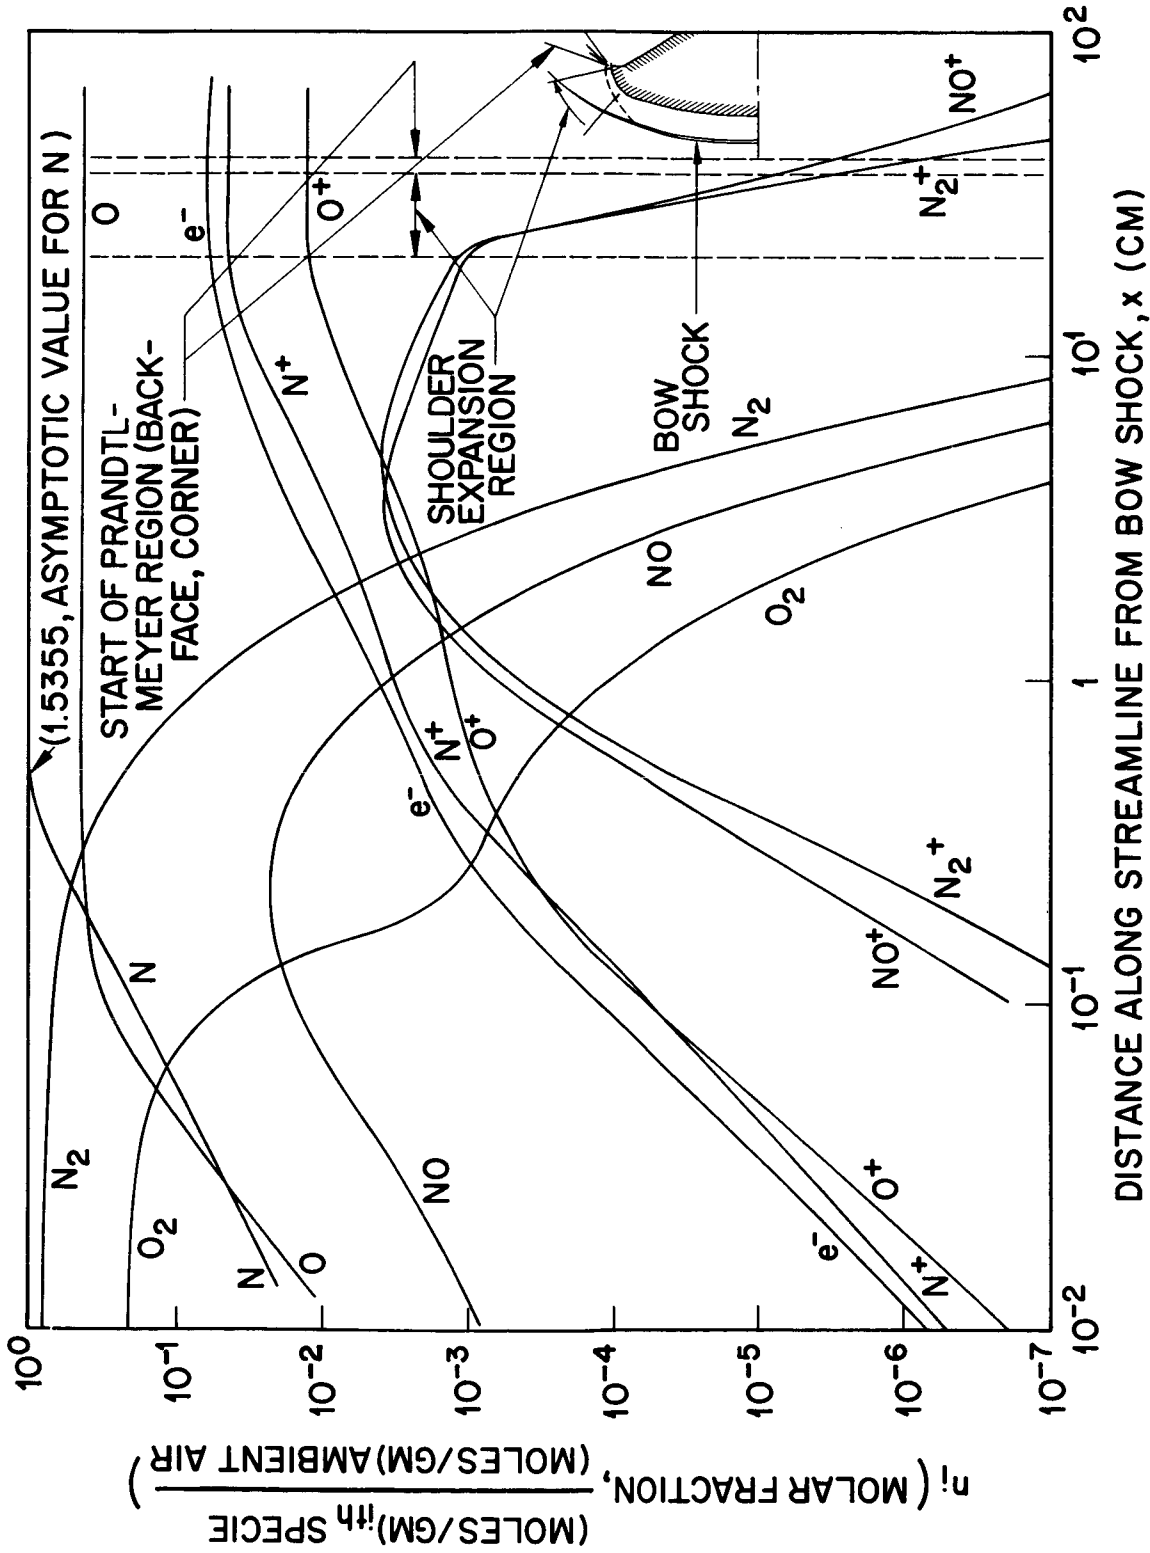 (1.5355, ASYMPTOTIC VALUE FOR N )
START OF PRANDTL-
MEYER REGION (BACK-
FACE, CORNER)
SHOULDER
EXPANSION
REGION
BOW
SHOCK
N₂
O₂
N
O
N
NO
e⁻
N⁺
O⁺
e⁻
N⁺
O⁺
NO⁺
N₂⁺
O
e⁻
N⁺
O⁺
N₂
NO
O₂
N₂⁺
NO⁺
10⁰
10⁻¹
10⁻²
10⁻³
10⁻⁴
10⁻⁵
10⁻⁶
10⁻⁷
10⁻²
10⁻¹
1
10¹
10²
DISTANCE ALONG STREAMLINE FROM BOW SHOCK, x (CM)
nᵢ ( MOLAR FRACTION, (MOLES/GM)ᵢₜₕ SPECIE
(MOLES/GM) AMBIENT AIR )